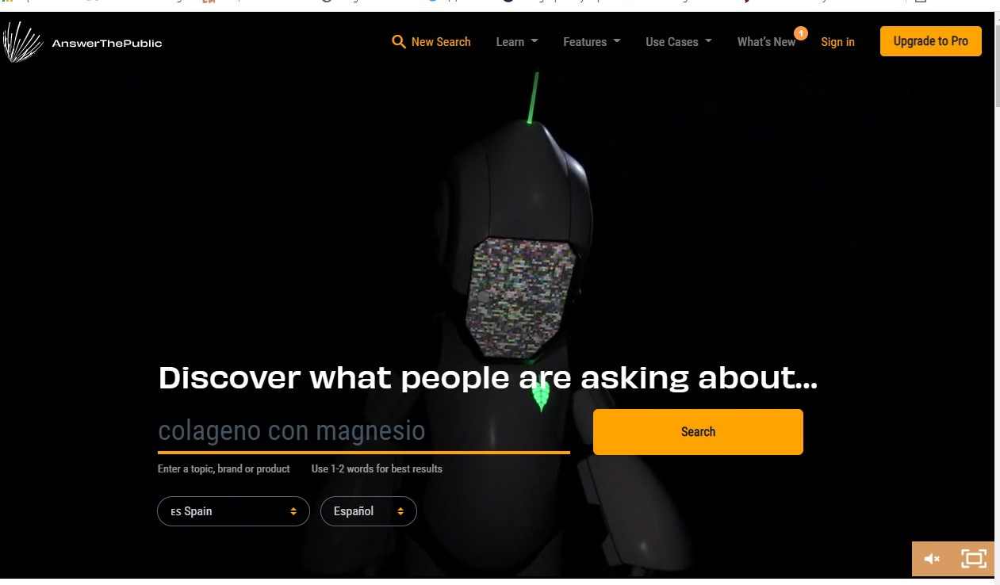 AnswerThePublic
New Search
Learn
Features
Use Cases
What's New
1
Sign in
Upgrade to Pro
Discover what people are asking about...
colageno con magnesio
Search
Enter a topic, brand or product
Use 1-2 words for best results
ES Spain
Español